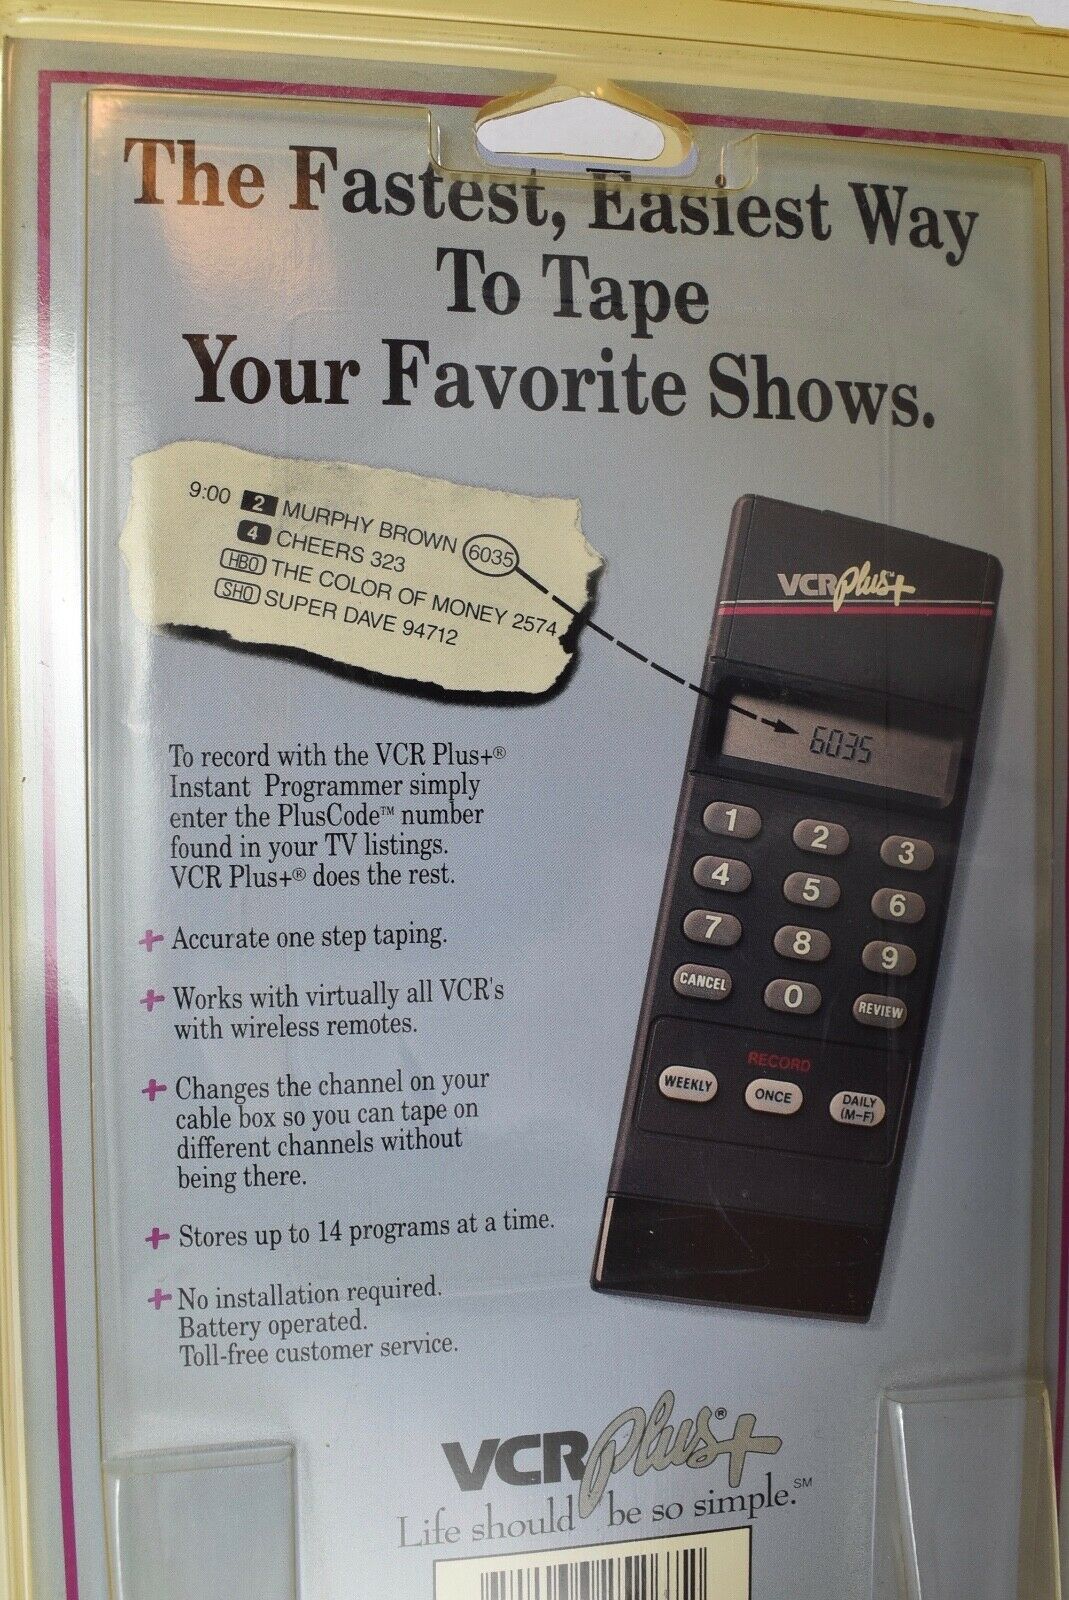 The Fastest, Easiest Way
To Tape
Your Favorite Shows.
9:00 2 MURPHY BROWN 6035
4 CHEERS 323
HBO THE COLOR OF MONEY 2574
SHO SUPER DAVE 94712
VCRPlus™+
6035
1 2 3
4 5 6
7 8 9
CANCEL 0 REVIEW
RECORD
WEEKLY ONCE DAILY
(M-F)
To record with the VCR Plus+®
Instant Programmer simply
enter the PlusCode™ number
found in your TV listings.
VCR Plus+® does the rest.
+ Accurate one step taping.
+ Works with virtually all VCR's
with wireless remotes.
+ Changes the channel on your
cable box so you can tape on
different channels without
being there.
+ Stores up to 14 programs at a time.
+ No installation required.
Battery operated.
Toll-free customer service.
VCRPlus®+
Life should be so simple.℠